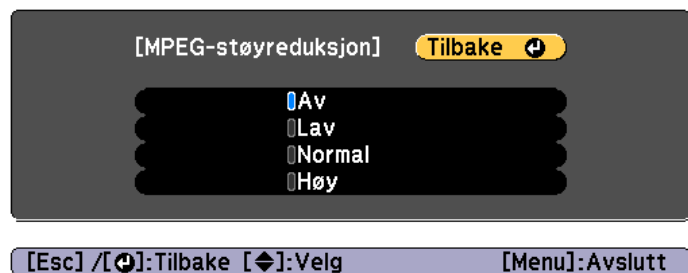 [MPEG-støyreduksjon] Tilbake
Av
Lav
Normal
Høy
[Esc] /[⏎]:Tilbake [◆]:Velg [Menu]:Avslutt